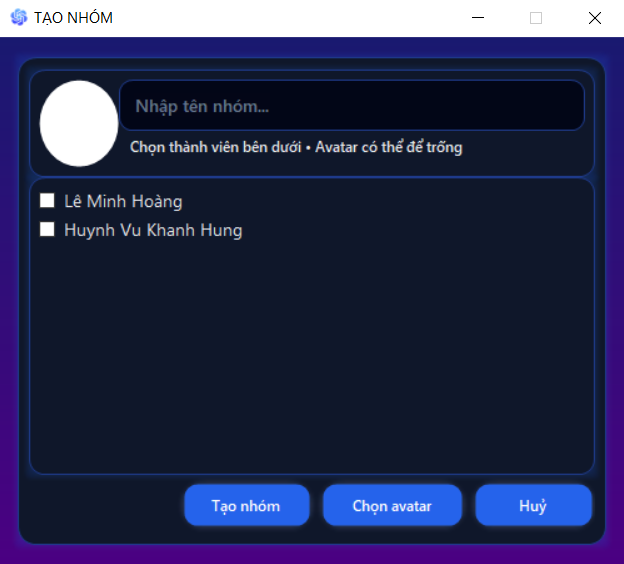 TẠO NHÓM
Nhập tên nhóm...
Chọn thành viên bên dưới • Avatar có thể để trống
Lê Minh Hoàng
Huynh Vu Khanh Hung
Tạo nhóm
Chọn avatar
Huỷ